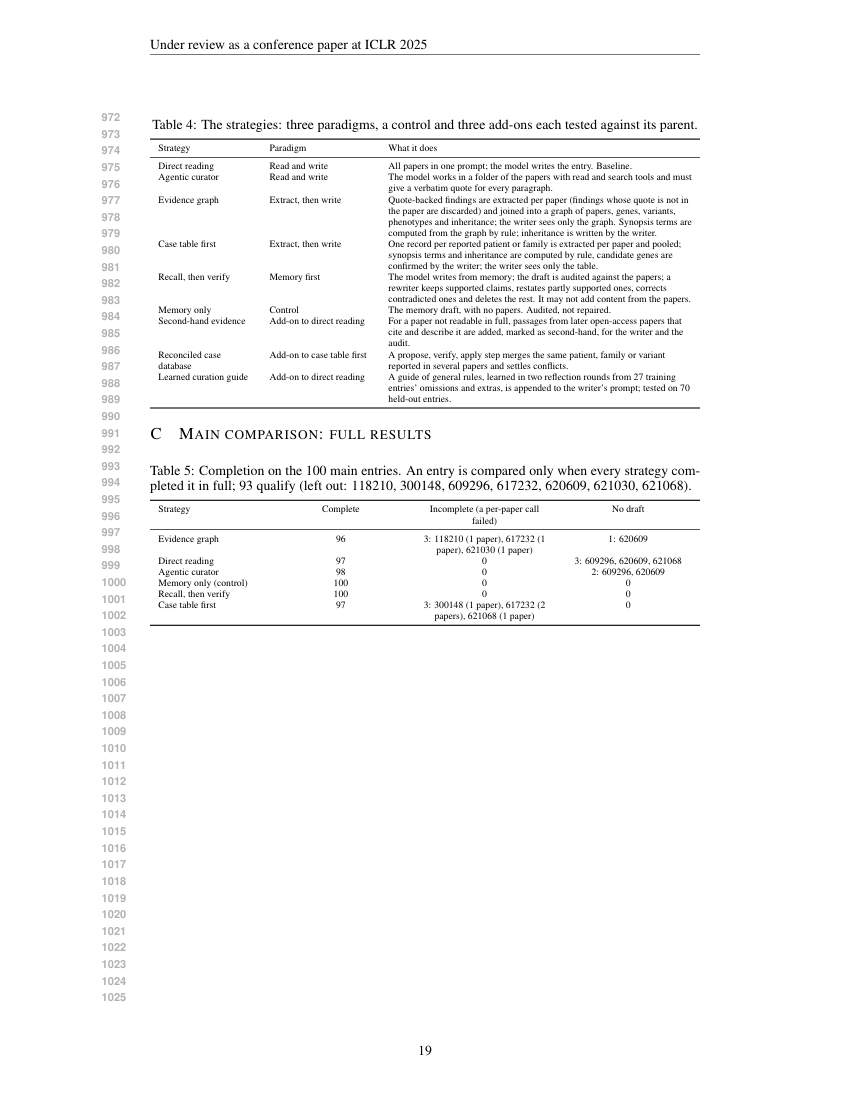 Under review as a conference paper at ICLR 2025
972
973
974
975
976
977
978
979
980
981
982
983
984
985
986
987
988
989
990
991
992
993
994
995
996
997
998
999
1000
1001
1002
1003
1004
1005
1006
1007
1008
1009
1010
1011
1012
1013
1014
1015
1016
1017
1018
1019
1020
1021
1022
1023
1024
1025
Table 4: The strategies: three paradigms, a control and three add-ons each tested against its parent.
Strategy Paradigm What it does
Direct reading Read and write All papers in one prompt; the model writes the entry. Baseline.
Agentic curator Read and write The model works in a folder of the papers with read and search tools and must
give a verbatim quote for every paragraph.
Evidence graph Extract, then write Quote-backed findings are extracted per paper (findings whose quote is not in
the paper are discarded) and joined into a graph of papers, genes, variants,
phenotypes and inheritance; the writer sees only the graph. Synopsis terms are
computed from the graph by rule; inheritance is written by the writer.
Case table first Extract, then write One record per reported patient or family is extracted per paper and pooled;
synopsis terms and inheritance are computed by rule, candidate genes are
confirmed by the writer; the writer sees only the table.
Recall, then verify Memory first The model writes from memory; the draft is audited against the papers; a
rewriter keeps supported claims, restates partly supported ones, corrects
contradicted ones and deletes the rest. It may not add content from the papers.
Memory only Control The memory draft, with no papers. Audited, not repaired.
Second-hand evidence Add-on to direct reading For a paper not readable in full, passages from later open-access papers that
cite and describe it are added, marked as second-hand, for the writer and the
audit.
Reconciled case Add-on to case table first A propose, verify, apply step merges the same patient, family or variant
database reported in several papers and settles conflicts.
Learned curation guide Add-on to direct reading A guide of general rules, learned in two reflection rounds from 27 training
entries' omissions and extras, is appended to the writer's prompt; tested on 70
held-out entries.
C MAIN COMPARISON: FULL RESULTS
Table 5: Completion on the 100 main entries. An entry is compared only when every strategy com-
pleted it in full; 93 qualify (left out: 118210, 300148, 609296, 617232, 620609, 621030, 621068).
Strategy Complete Incomplete (a per-paper call No draft
failed)
Evidence graph 96 3: 118210 (1 paper), 617232 (1 1: 620609
paper), 621030 (1 paper)
Direct reading 97 0 3: 609296, 620609, 621068
Agentic curator 98 0 2: 609296, 620609
Memory only (control) 100 0 0
Recall, then verify 100 0 0
Case table first 97 3: 300148 (1 paper), 617232 (2 0
papers), 621068 (1 paper)
19